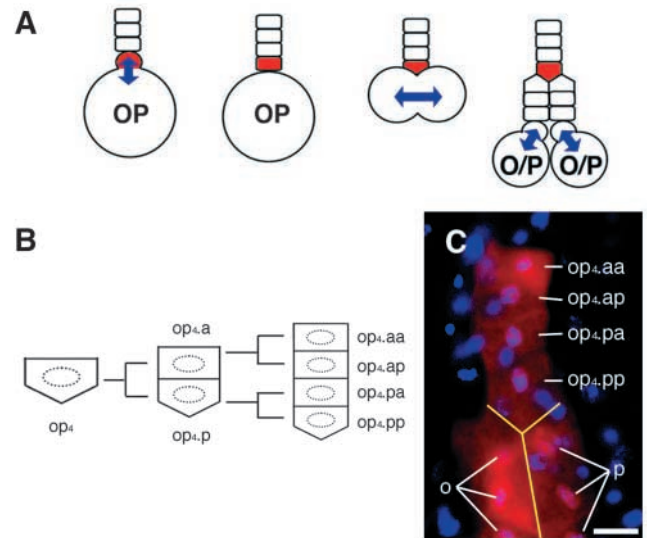 A
OP
OP
O/P
O/P
B
op₄
op₄.a
op₄.p
op₄.aa
op₄.ap
op₄.pa
op₄.pp
C
op₄.aa
op₄.ap
op₄.pa
op₄.pp
o
p